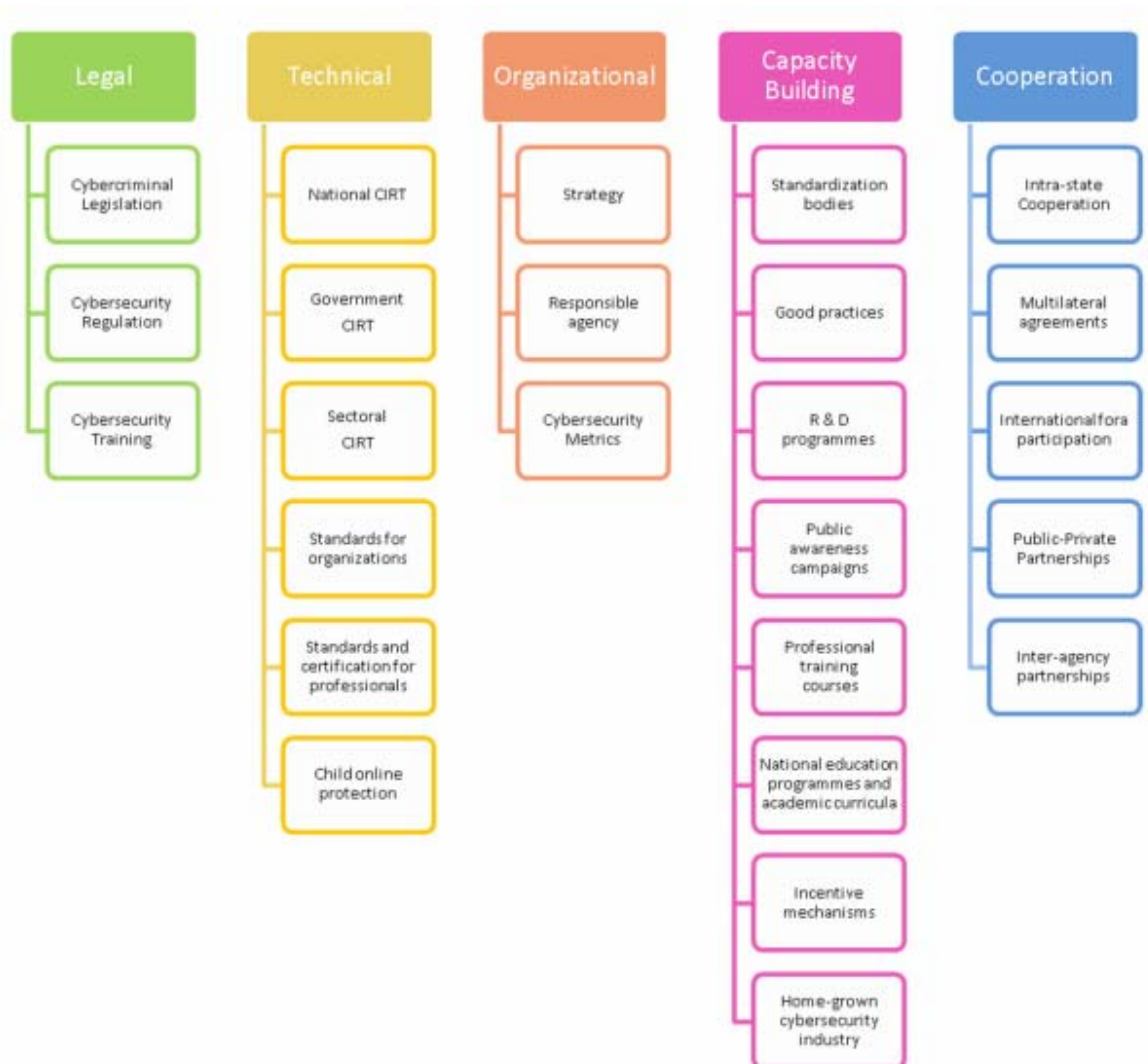 Legal
Cybercriminal
Legislation
Cybersecurity
Regulation
Cybersecurity
Training
Technical
National CIRT
Government
CIRT
Sectoral
CIRT
Standards for
organizations
Standards and
certification for
professionals
Child online
protection
Organizational
Strategy
Responsible
agency
Cybersecurity
Metrics
Capacity
Building
Standardization
bodies
Good practices
R & D
programmes
Public
awareness
campaigns
Professional
training
courses
National education
programmes and
academic curricula
Incentive
mechanisms
Home-grown
cybersecurity
industry
Cooperation
Intra-state
Cooperation
Multilateral
agreements
International fora
participation
Public-Private
Partnerships
Inter-agency
partnerships